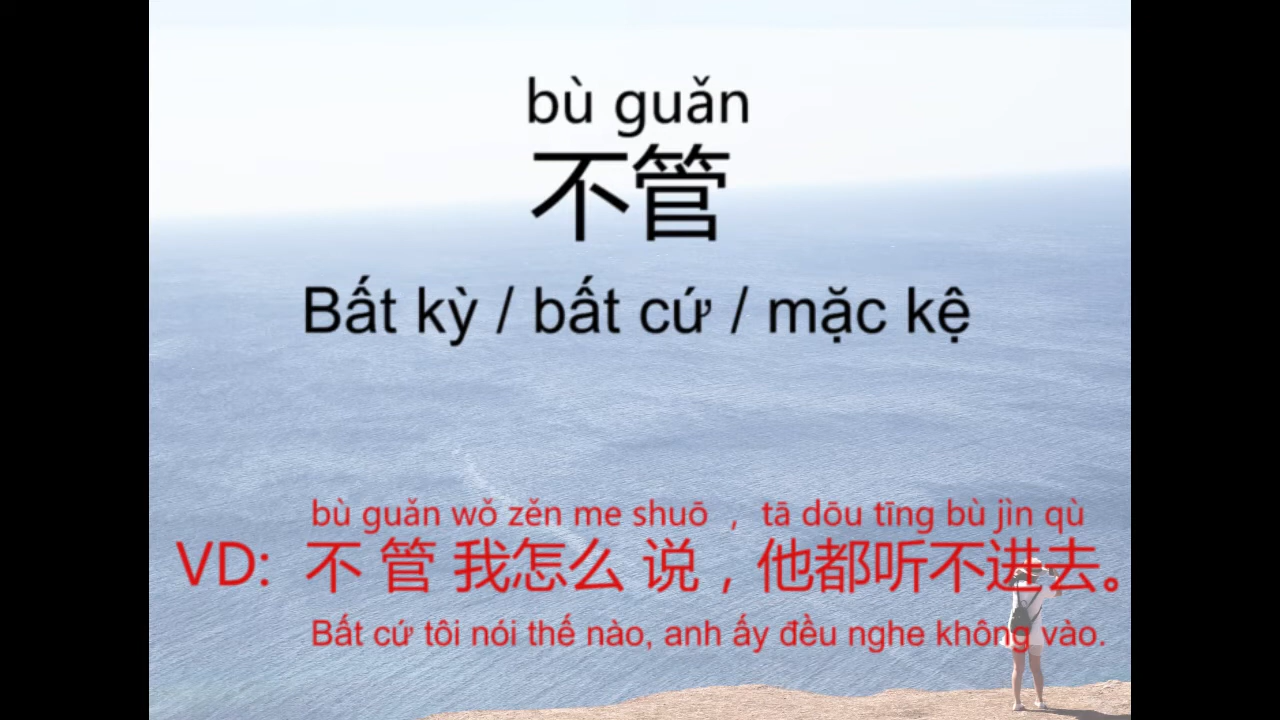 bù guǎn
不管
Bất kỳ / bất cứ / mặc kệ
bù guǎn wǒ zěn me shuō , tā dōu tīng bù jìn qù
VD: 不 管 我怎么 说，他都听不进去。
Bất cứ tôi nói thế nào, anh ấy đều nghe không vào.